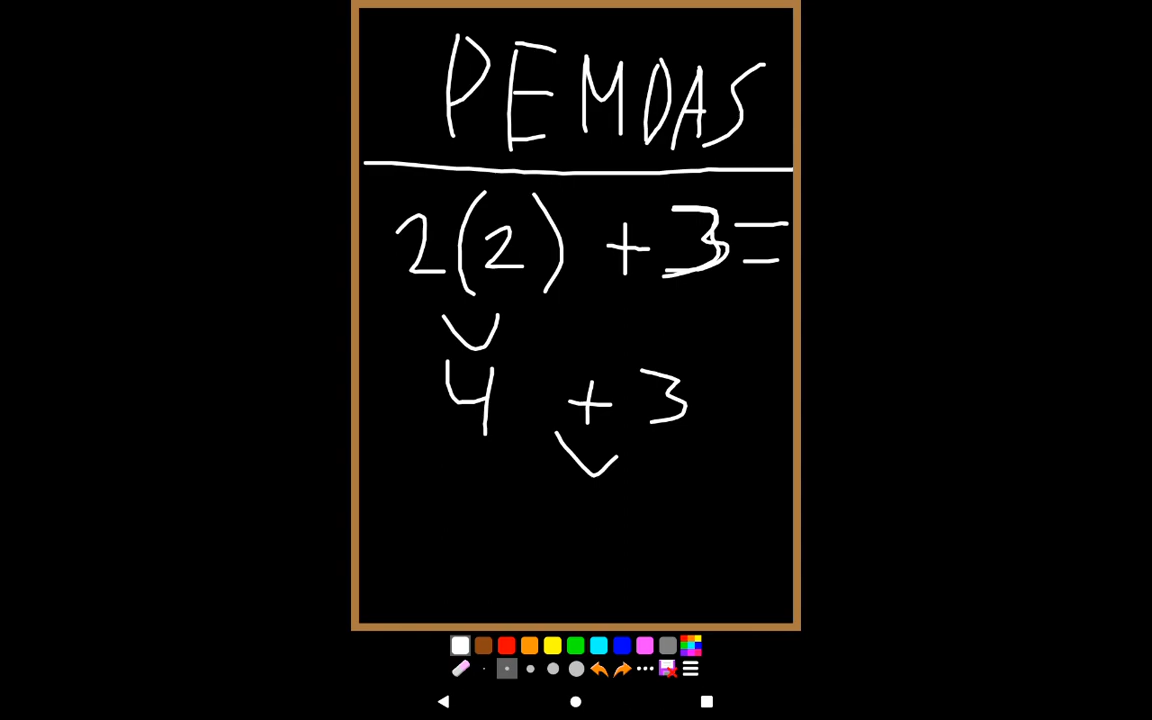 PEMDAS
2(2) + 3=
4 + 3